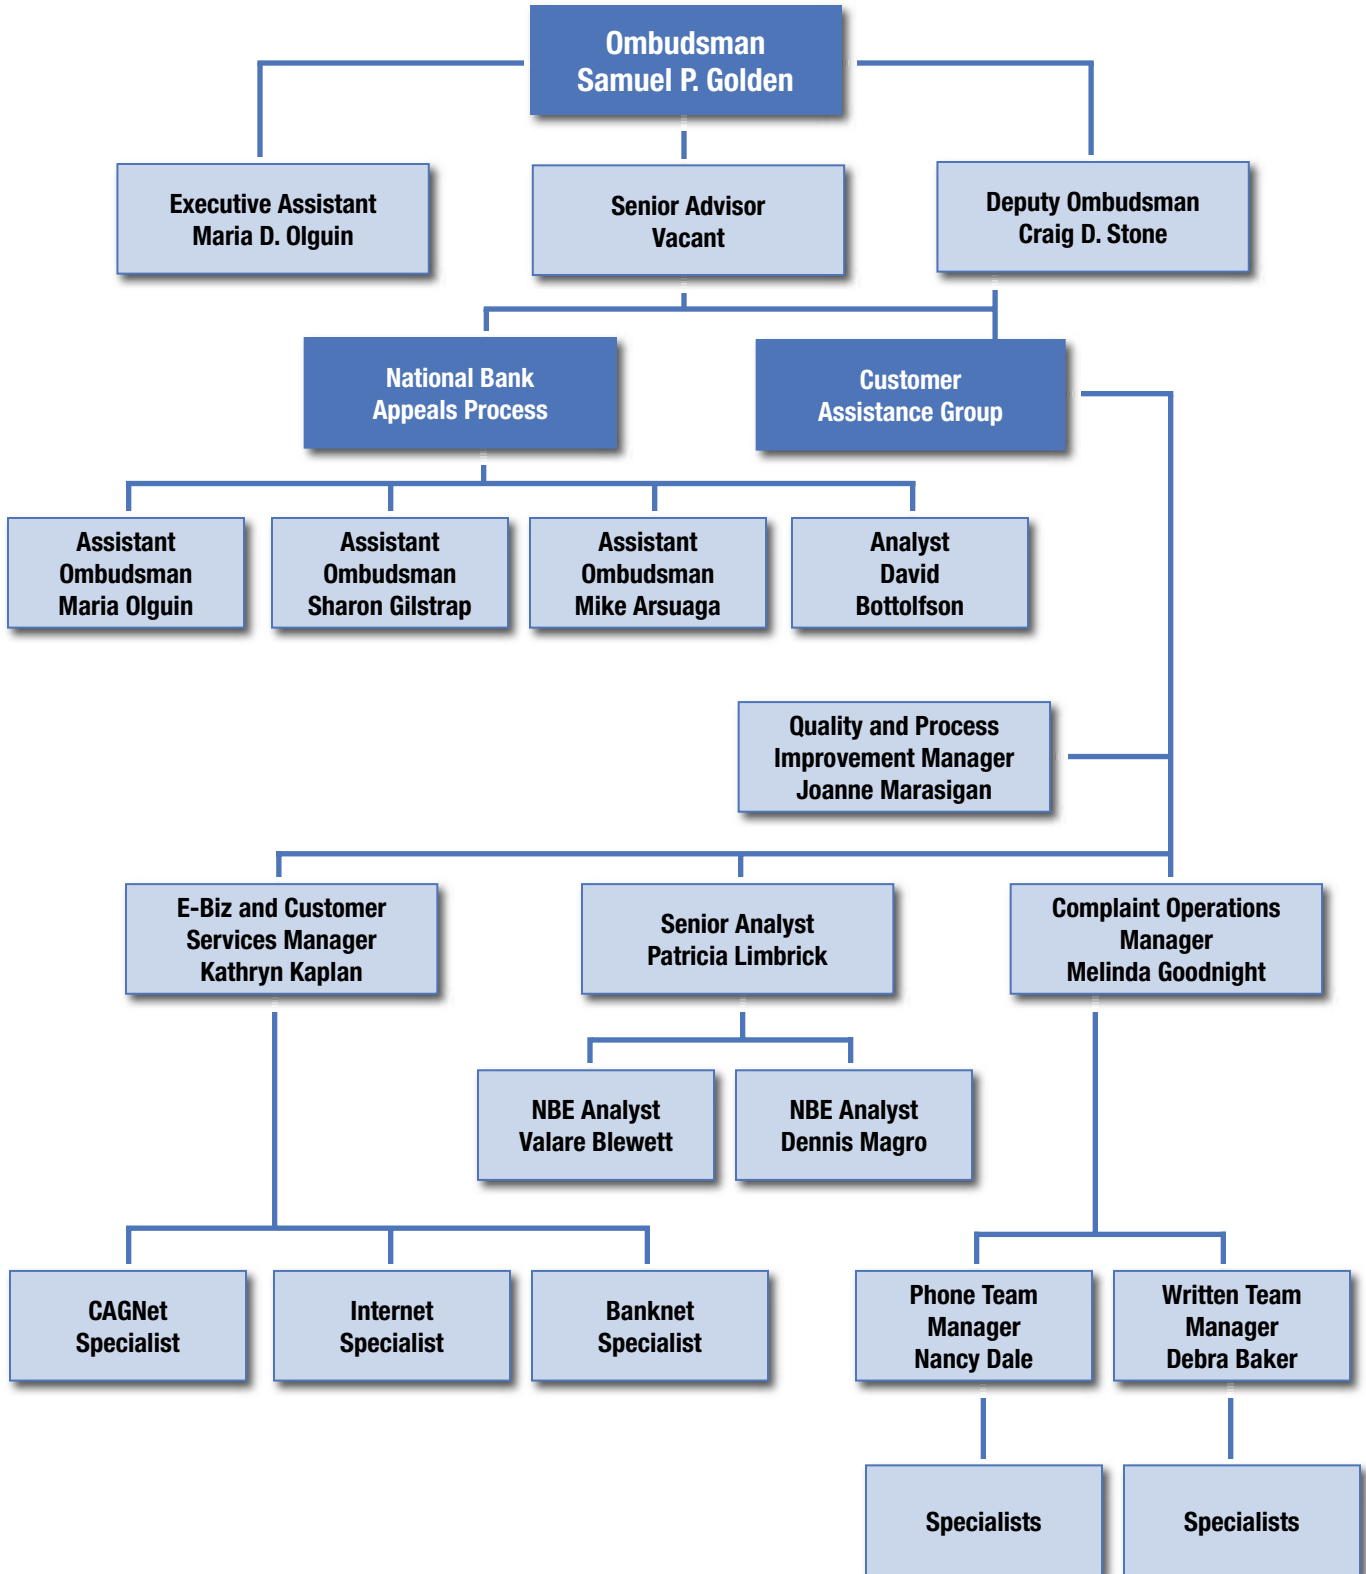 Ombudsman
Samuel P. Golden
Executive Assistant
Maria D. Olguin
Senior Advisor
Vacant
Deputy Ombudsman
Craig D. Stone
National Bank
Appeals Process
Customer
Assistance Group
Assistant
Ombudsman
Maria Olguin
Assistant
Ombudsman
Sharon Gilstrap
Assistant
Ombudsman
Mike Arsuaga
Analyst
David
Bottolfson
Quality and Process
Improvement Manager
Joanne Marasigan
E-Biz and Customer
Services Manager
Kathryn Kaplan
Senior Analyst
Patricia Limbrick
Complaint Operations
Manager
Melinda Goodnight
NBE Analyst
Valare Blewett
NBE Analyst
Dennis Magro
CAGNet
Specialist
Internet
Specialist
Banknet
Specialist
Phone Team
Manager
Nancy Dale
Written Team
Manager
Debra Baker
Specialists
Specialists